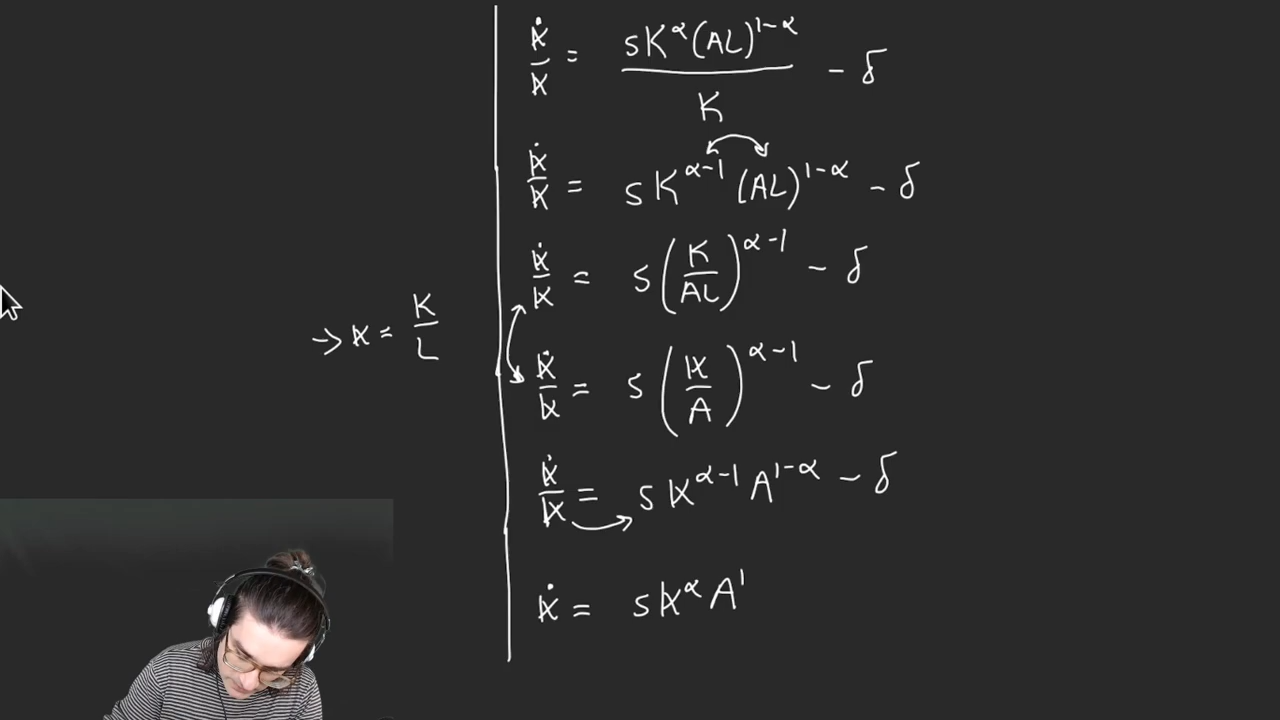 → k = K/L
k̇/k = sK^α(AL)^(1-α)/K - δ
k̇/k = sK^(α-1)(AL)^(1-α) - δ
k̇/k = s(K/AL)^(α-1) - δ
k̇/k = s(k/A)^(α-1) - δ
k̇/k = sk^(α-1)A^(1-α) - δ
k̇ = sk^αA^1